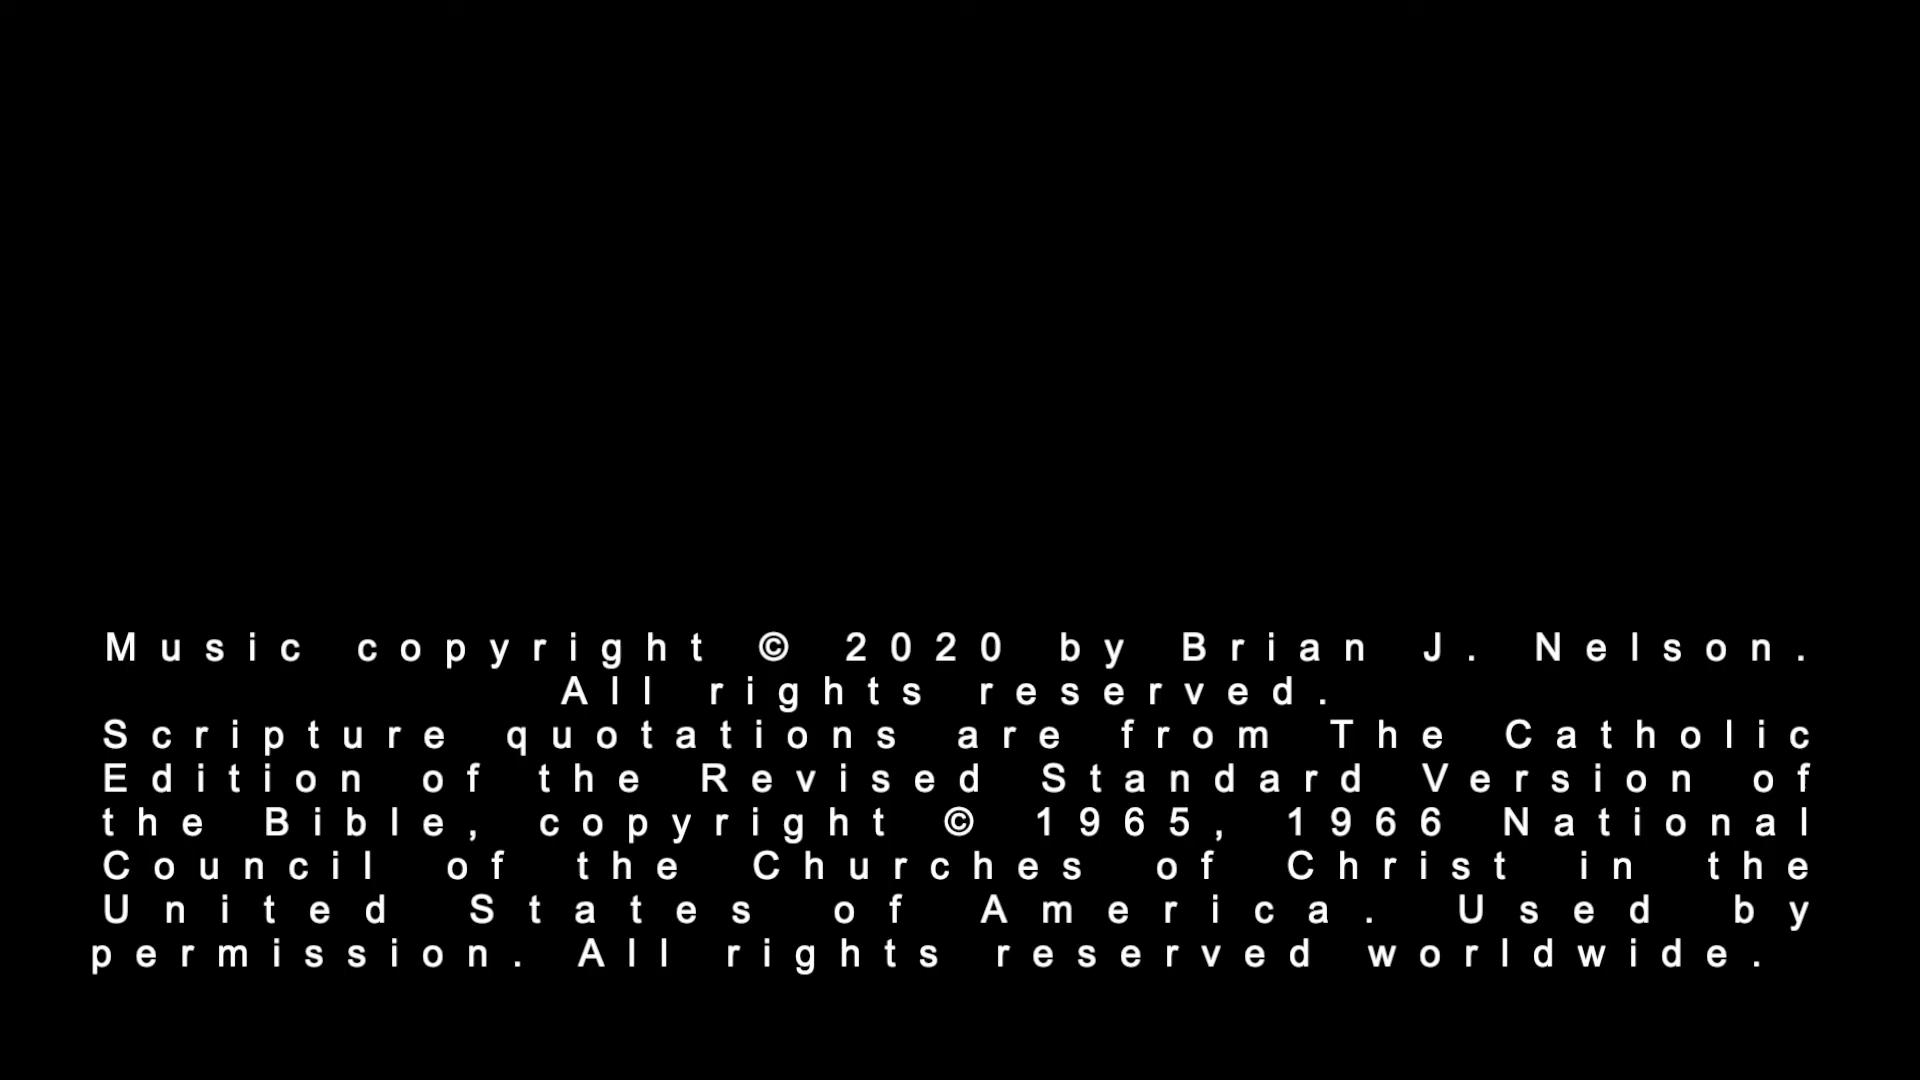 Music copyright © 2020 by Brian J. Nelson.
All rights reserved.
Scripture quotations are from The Catholic
Edition of the Revised Standard Version of
the Bible, copyright © 1965, 1966 National
Council of the Churches of Christ in the
United States of America. Used by
permission. All rights reserved worldwide.